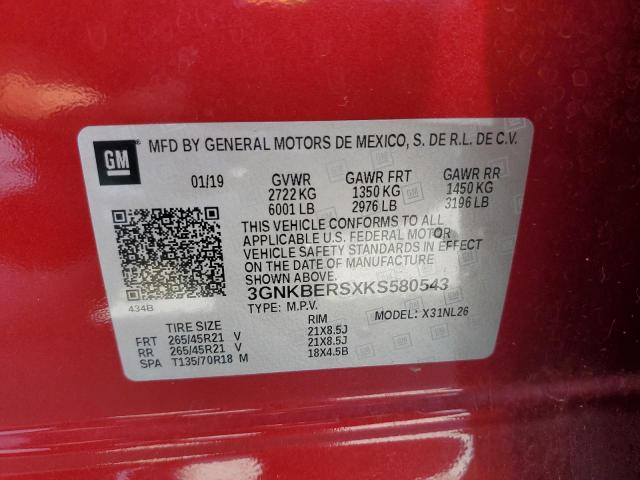 GM MFD BY GENERAL MOTORS DE MEXICO, S. DE R.L. DE C.V.
01/19 GVWR GAWR FRT GAWR RR
2722 KG 1350 KG 1450 KG
6001 LB 2976 LB 3196 LB
THIS VEHICLE CONFORMS TO ALL
APPLICABLE U.S. FEDERAL MOTOR
VEHICLE SAFETY STANDARDS IN EFFECT
ON THE DATE OF MANUFACTURE
SHOWN ABOVE.
3GNKBERSXKS580543
434B TYPE: M.P.V. MODEL: X31NL26
TIRE SIZE RIM
FRT 265/45R21 V 21X8.5J
RR 265/45R21 V 21X8.5J
SPA T135/70R18 M 18X4.5B